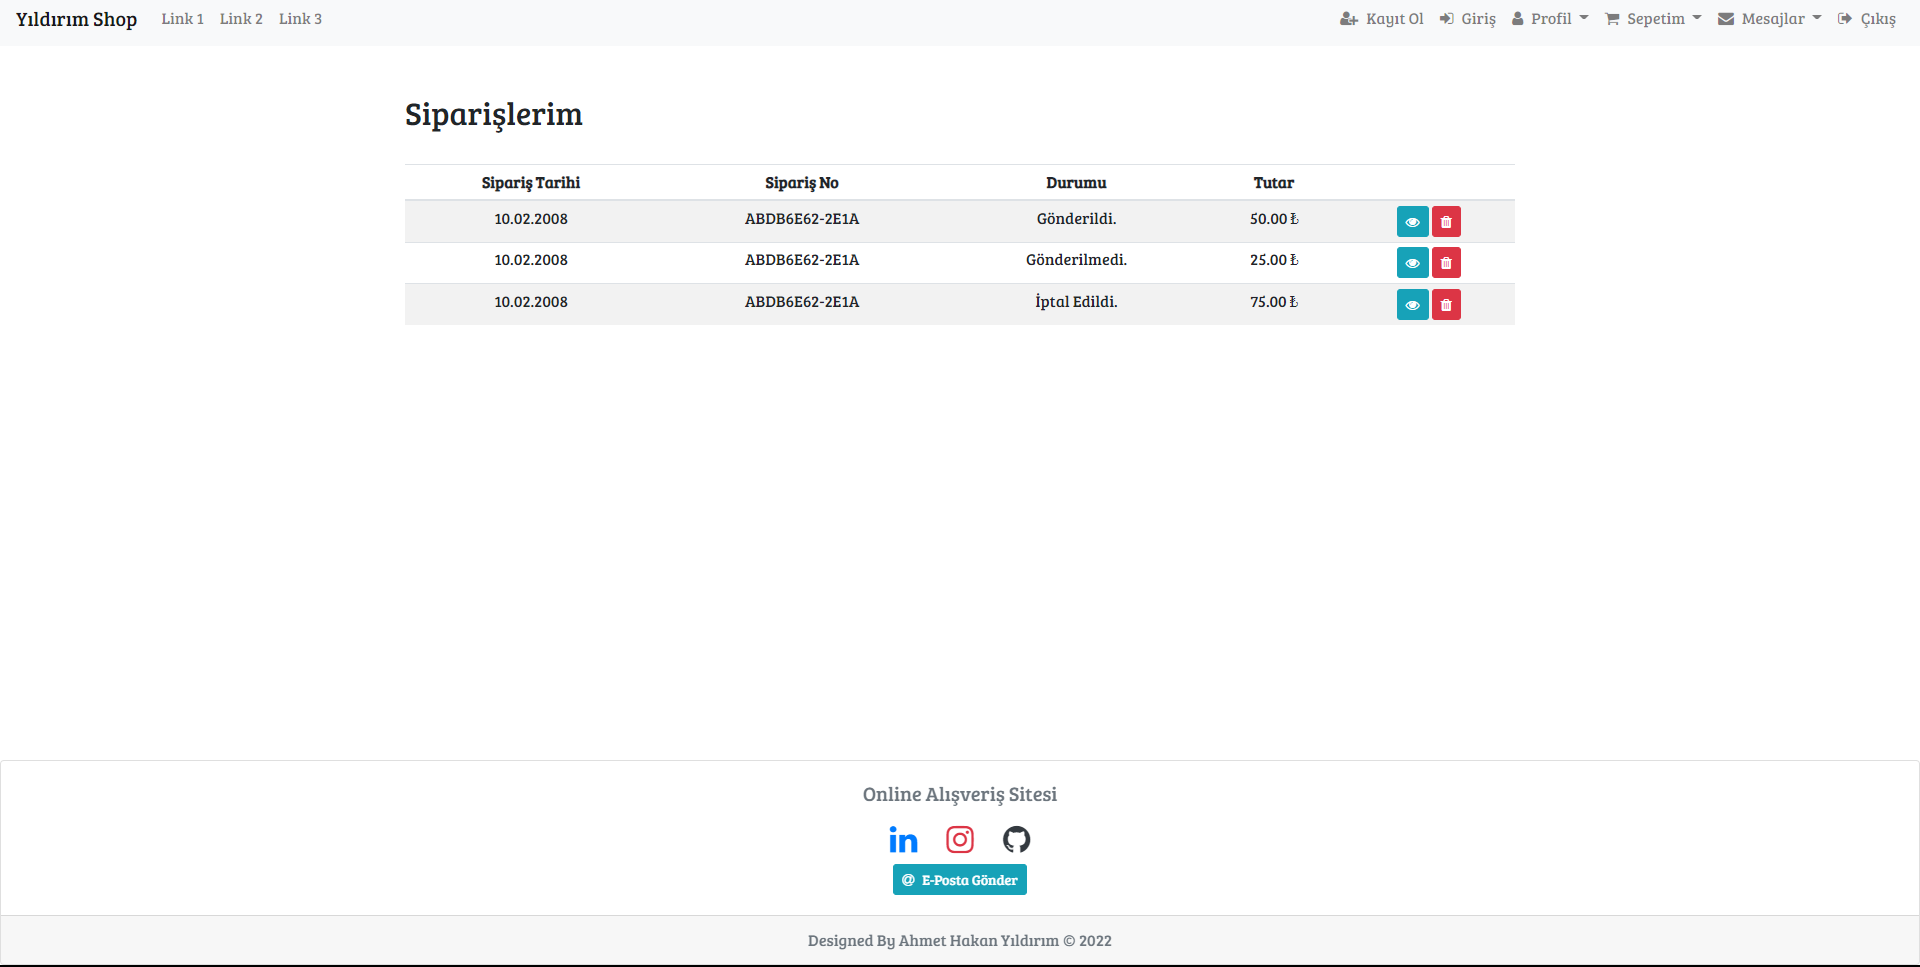 Yıldırım Shop Link 1 Link 2 Link 3 Kayıt Ol Giriş Profil Sepetim Mesajlar Çıkış
Siparişlerim
Sipariş Tarihi Sipariş No Durumu Tutar
10.02.2008 ABDB6E62-2E1A Gönderildi. 50.00 ₺
10.02.2008 ABDB6E62-2E1A Gönderilmedi. 25.00 ₺
10.02.2008 ABDB6E62-2E1A İptal Edildi. 75.00 ₺
Online Alışveriş Sitesi
in
@ E-Posta Gönder
Designed By Ahmet Hakan Yıldırım © 2022